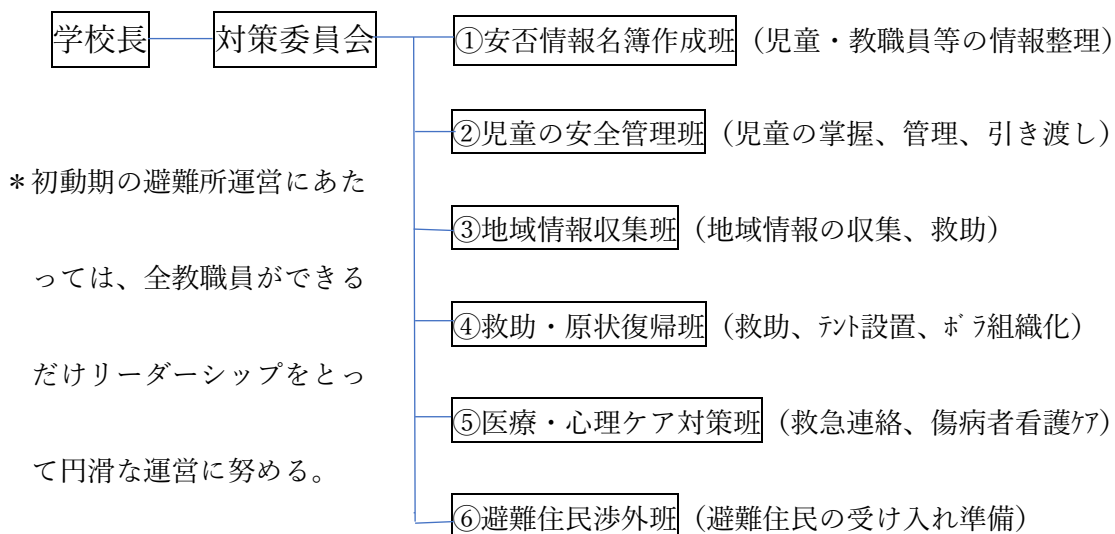 学校長 対策委員会 ①安否情報名簿作成班（児童・教職員等の情報整理）
②児童の安全管理班（児童の掌握、管理、引き渡し）
＊初動期の避難所運営にあた
③地域情報収集班（地域情報の収集、救助）
っては、全教職員ができる
④救助・原状復帰班（救助、ﾃﾝﾄ設置、ﾎﾞﾗ組織化）
だけリーダーシップをとっ
⑤医療・心理ケア対策班（救急連絡、傷病者看護ｹｱ）
て円滑な運営に努める。
⑥避難住民渉外班（避難住民の受け入れ準備）